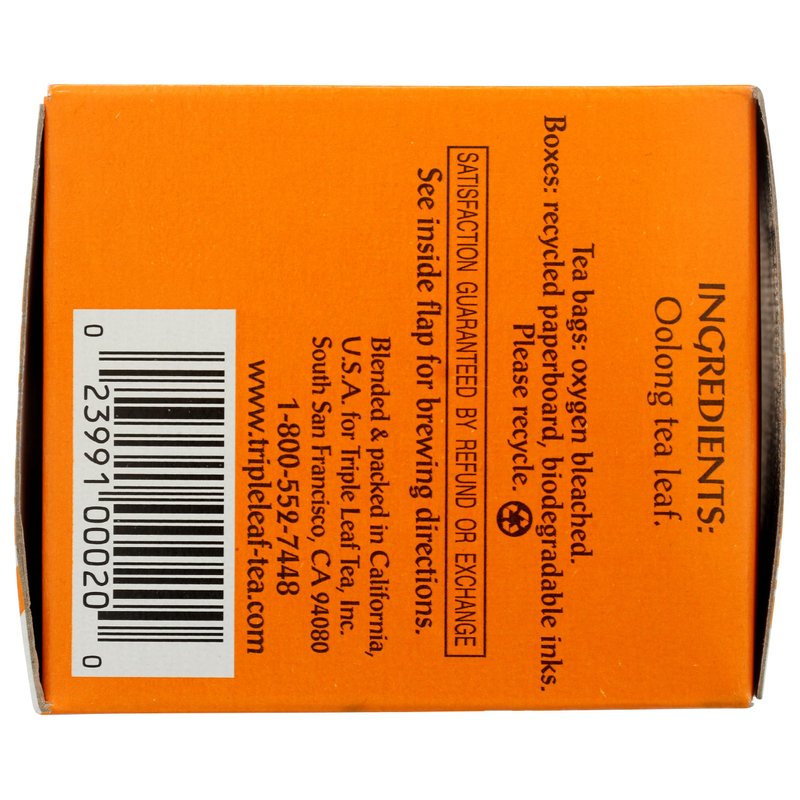 INGREDIENTS:
Oolong tea leaf.
Tea bags: oxygen bleached.
Boxes: recycled paperboard, biodegradable inks.
Please recycle.
SATISFACTION GUARANTEED BY REFUND OR EXCHANGE
See inside flap for brewing directions.
Blended & packed in California,
U.S.A. for Triple Leaf Tea, Inc.
South San Francisco, CA 94080
1-800-552-7448
www.tripleleaf-tea.com
0 23991 00020 0